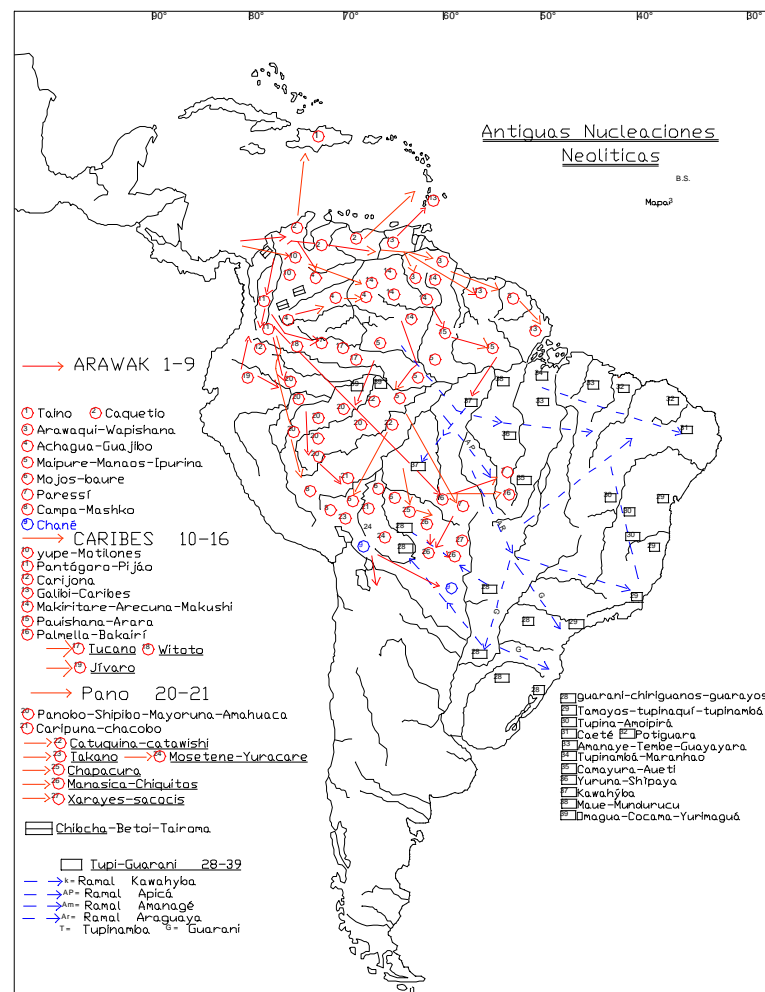 90° 80° 70° 60° 50° 40° 30°
Antiguas Nucleaciones
Neolíticas
B.S.
Mapa3
ARAWAK 1-9
1 Taino 2 Caquetio
3 Arawaqui-Wapishana
4 Achagua-Guajibo
5 Maipure-Manaos-Ipurina
6 Mojos-baure
7 Paressí
8 Campa-Mashko
9 Chané
CARIBES 10-16
10 yupe-Motilones
11 Pantágoro-Pijáo
12 Carijona
13 Galibi-Caribes
14 Makiritare-Arecuna-Makushi
15 Pauishana-Arara
16 Palmella-Bakairí
17 Tucano 18 Witoto
19 Jívaro
Pano 20-21
20 Panobo-Shipibo-Mayoruna-Amahuaca
21 Caripuna-chacobo
22 Catuquina-catawishi
23 Takano 24 Mosetene-Yuracare
25 Chapacura
26 Manasica-Chiquitos
27 Xarayes-sacocis
Chibcha-Betoi-Tairoma
Tupi-Guarani 28-39
k= Ramal Kawahyba
AP= Ramal Apicá
Am= Ramal Amanagé
Ar= Ramal Araguaya
T= Tupinamba G= Guarani
28 guarani-chiriguanos-guarayos
29 Tamoyos-tupinaquí-tupinambá
30 Tupina-Amoipirá
31 Caeté 32 Potiguara
33 Amanaye-Tembe-Guayayara
34 Tupinambá-Maranhao
35 Camayura-Aueti
36 Yuruna-Shipaya
37 Kawahýba
38 Maue-Mundurucu
39 Omagua-Cocama-Yurimaguá